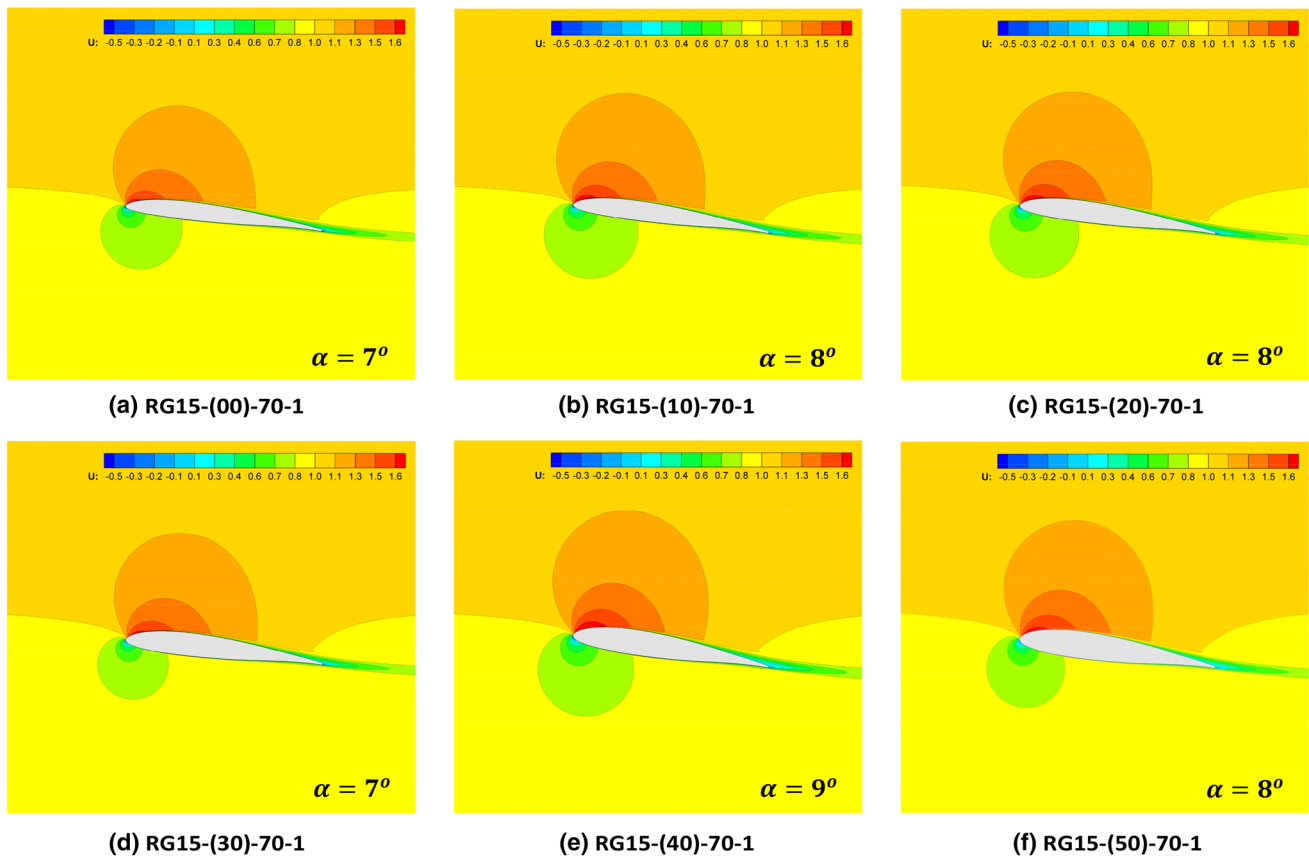 U: -0.5 -0.3 -0.2 -0.1 0.1 0.3 0.4 0.6 0.7 0.8 1.0 1.1 1.3 1.5 1.6
α = 7º
(a) RG15-(00)-70-1
U: -0.5 -0.3 -0.2 -0.1 0.1 0.3 0.4 0.6 0.7 0.8 1.0 1.1 1.3 1.5 1.6
α = 8º
(b) RG15-(10)-70-1
U: -0.5 -0.3 -0.2 -0.1 0.1 0.3 0.4 0.6 0.7 0.8 1.0 1.1 1.3 1.5 1.6
α = 8º
(c) RG15-(20)-70-1
U: -0.5 -0.3 -0.2 -0.1 0.1 0.3 0.4 0.6 0.7 0.8 1.0 1.1 1.3 1.5 1.6
α = 7º
(d) RG15-(30)-70-1
U: -0.5 -0.3 -0.2 -0.1 0.1 0.3 0.4 0.6 0.7 0.8 1.0 1.1 1.3 1.5 1.6
α = 9º
(e) RG15-(40)-70-1
U: -0.5 -0.3 -0.2 -0.1 0.1 0.3 0.4 0.6 0.7 0.8 1.0 1.1 1.3 1.5 1.6
α = 8º
(f) RG15-(50)-70-1